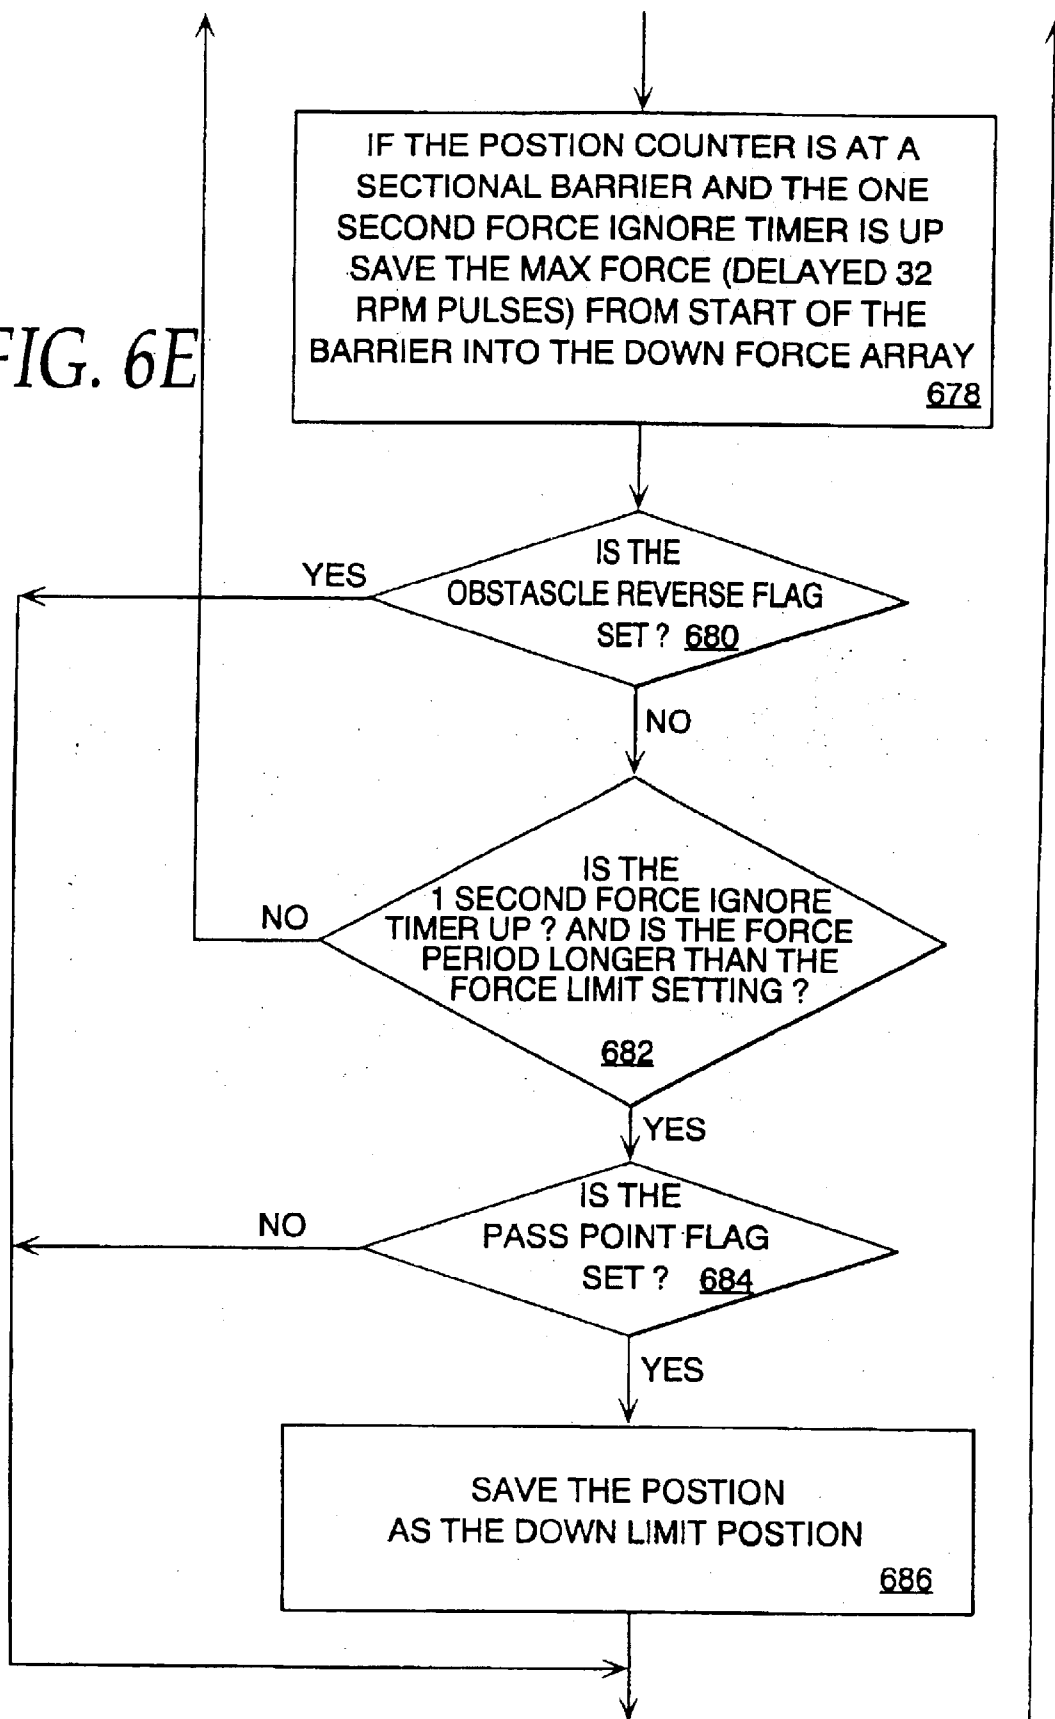 IF THE POSTION COUNTER IS AT A
SECTIONAL BARRIER AND THE ONE
SECOND FORCE IGNORE TIMER IS UP
SAVE THE MAX FORCE (DELAYED 32
RPM PULSES) FROM START OF THE
BARRIER INTO THE DOWN FORCE ARRAY
678
FIG. 6E
IS THE
OBSTASCLE REVERSE FLAG
SET ? 680
YES
NO
IS THE
1 SECOND FORCE IGNORE
TIMER UP ? AND IS THE FORCE
PERIOD LONGER THAN THE
FORCE LIMIT SETTING ?
682
NO
YES
IS THE
PASS POINT FLAG
SET ? 684
NO
YES
SAVE THE POSTION
AS THE DOWN LIMIT POSTION
686